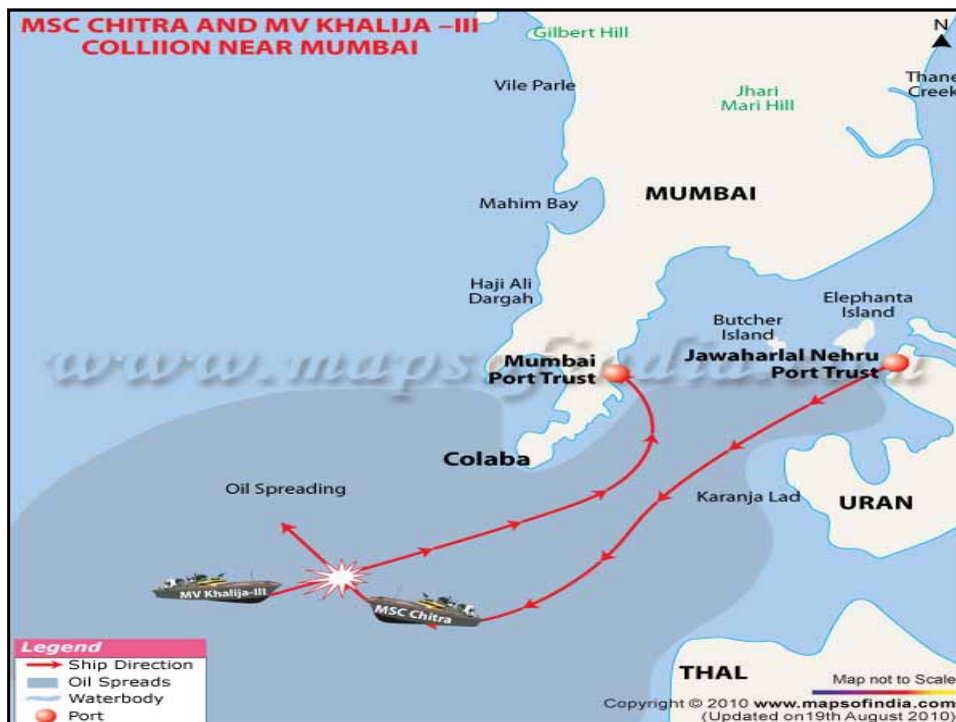 MSC CHITRA AND MV KHALIJA –III
COLLIION NEAR MUMBAI
Gilbert Hill
N
Vile Parle
Jhari
Mari Hill
Thane
Creek
MUMBAI
Mahim Bay
Haji Ali
Dargah
Elephanta
Island
Butcher
Island
www.mapsofindia.com
Mumbai
Port Trust
Jawaharlal Nehru
Port Trust
Colaba
Oil Spreading
Karanja Lad
URAN
MV Khalija-III
MSC Chitra
THAL
Legend
Ship Direction
Oil Spreads
Waterbody
Port
Map not to Scale
Copyright © 2010 www.mapsofindia.com
(Updated on19th August 2010)